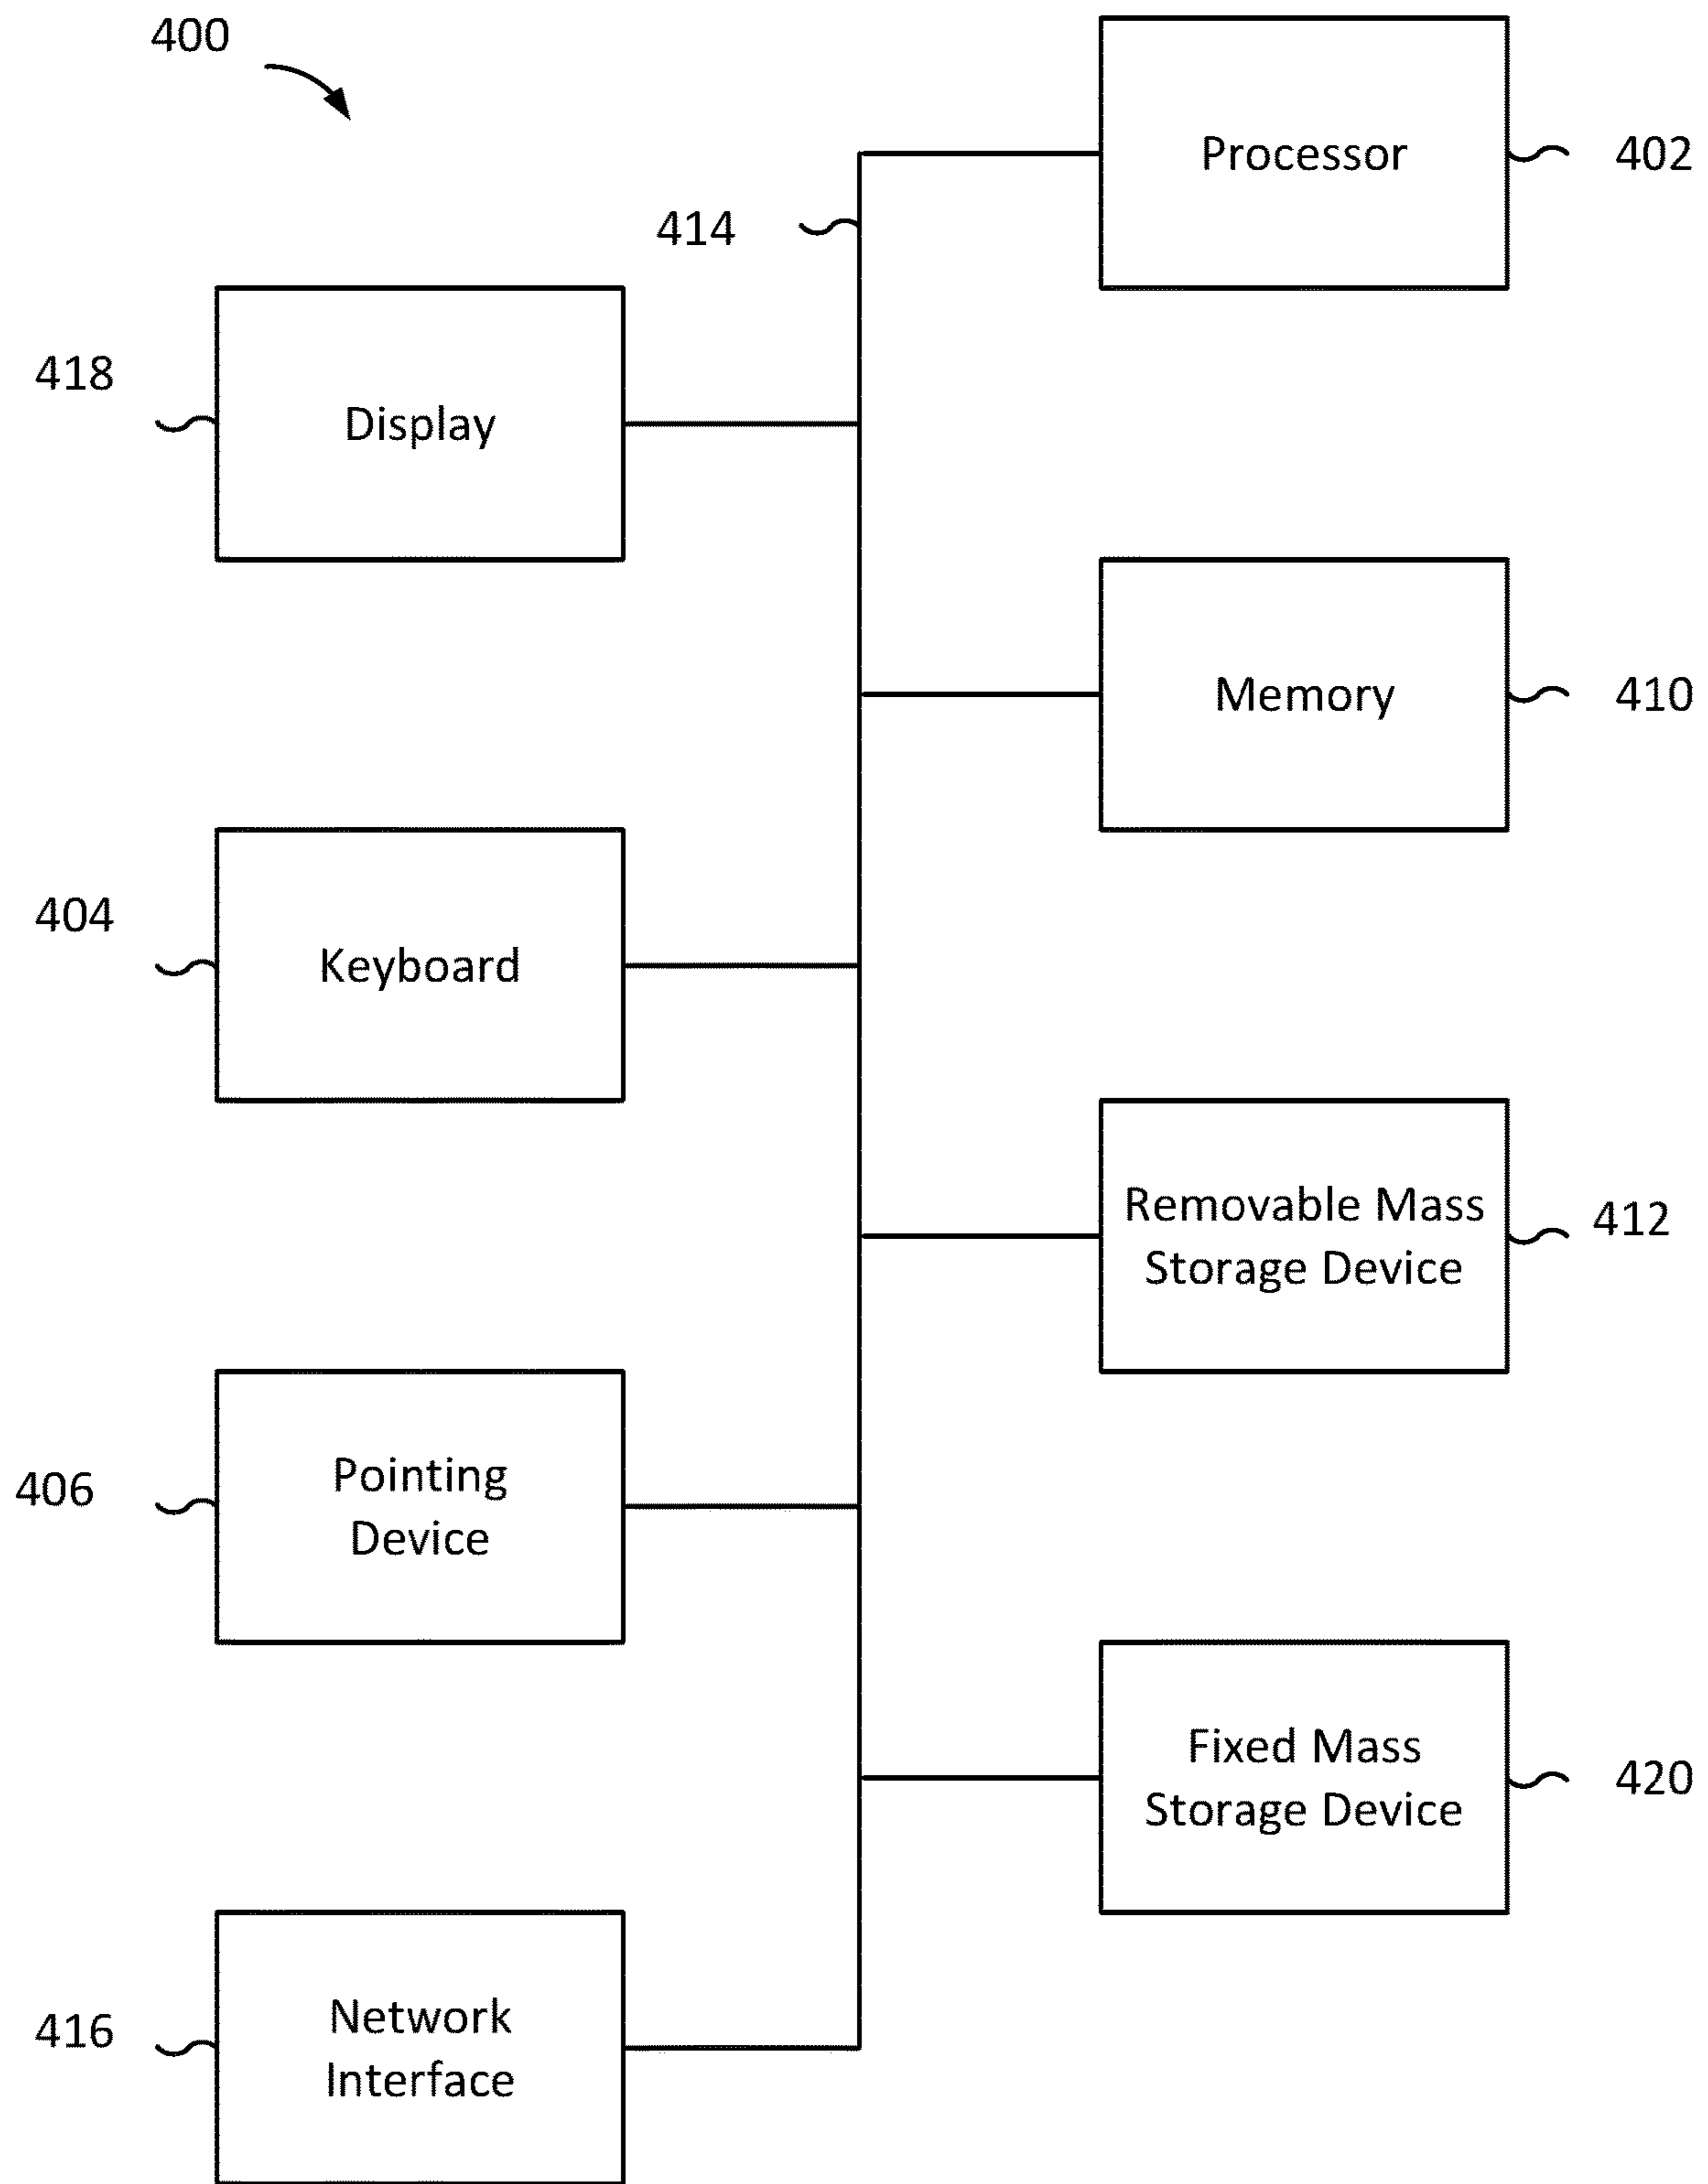 400
Processor
402
414
418
Display
Memory
410
404
Keyboard
Removable Mass
Storage Device
412
406
Pointing
Device
Fixed Mass
Storage Device
420
416
Network
Interface